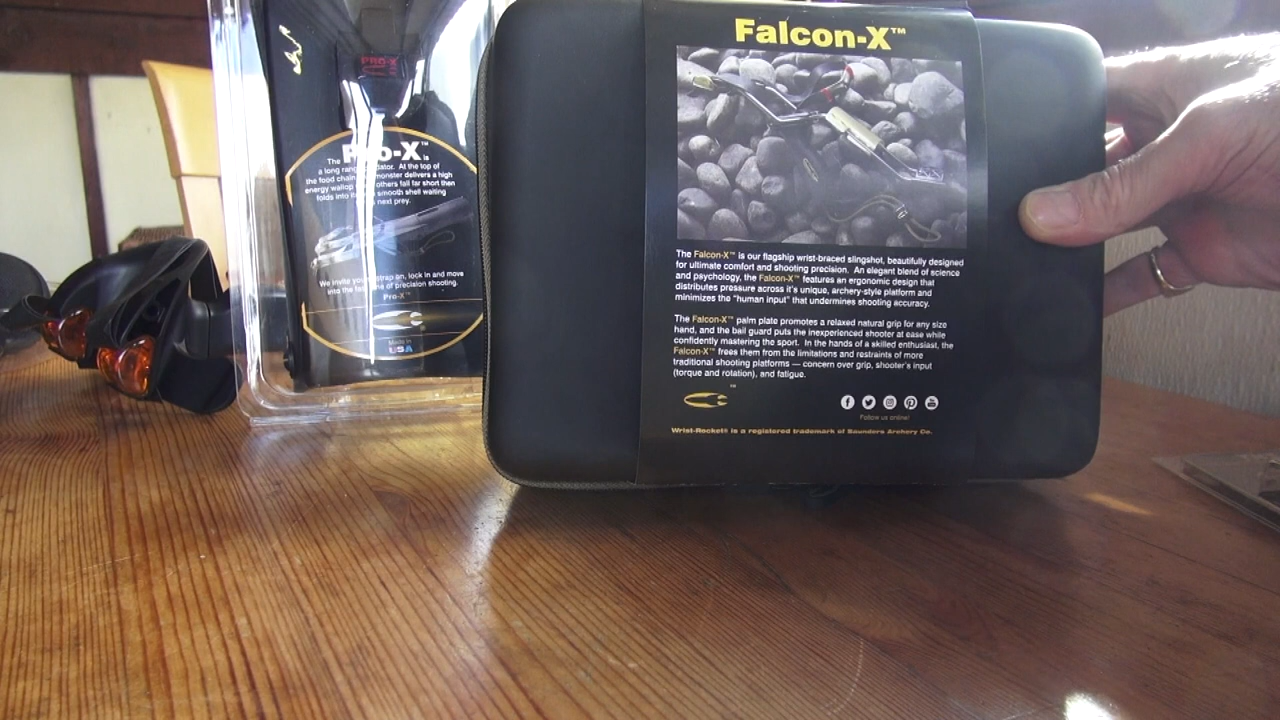 PRO-X
Pro-X™ is
The
a long range
At the top of
the food chain
monster delivers a high
energy wallop
others fall far short then
folds into
smooth shell waiting
next prey.
We invite you
strap on, lock in and move
into the
of precision shooting.
Pro-X™
Made in
USA
Falcon-X™
The Falcon-X™ is our flagship wrist-braced slingshot, beautifully designed
for ultimate comfort and shooting precision. An elegant blend of science
and psychology, the Falcon-X™ features an ergonomic design that
distributes pressure across it's unique, archery-style platform and
minimizes the "human input" that undermines shooting accuracy.
The Falcon-X™ palm plate promotes a relaxed natural grip for any size
hand, and the bail guard puts the inexperienced shooter at ease while
confidently mastering the sport. In the hands of a skilled enthusiast, the
Falcon-X™ frees them from the limitations and restraints of more
traditional shooting platforms — concern over grip, shooter's input
(torque and rotation), and fatigue.
™
Follow us online!
Wrist-Rocket® is a registered trademark of Saunders Archery Co.